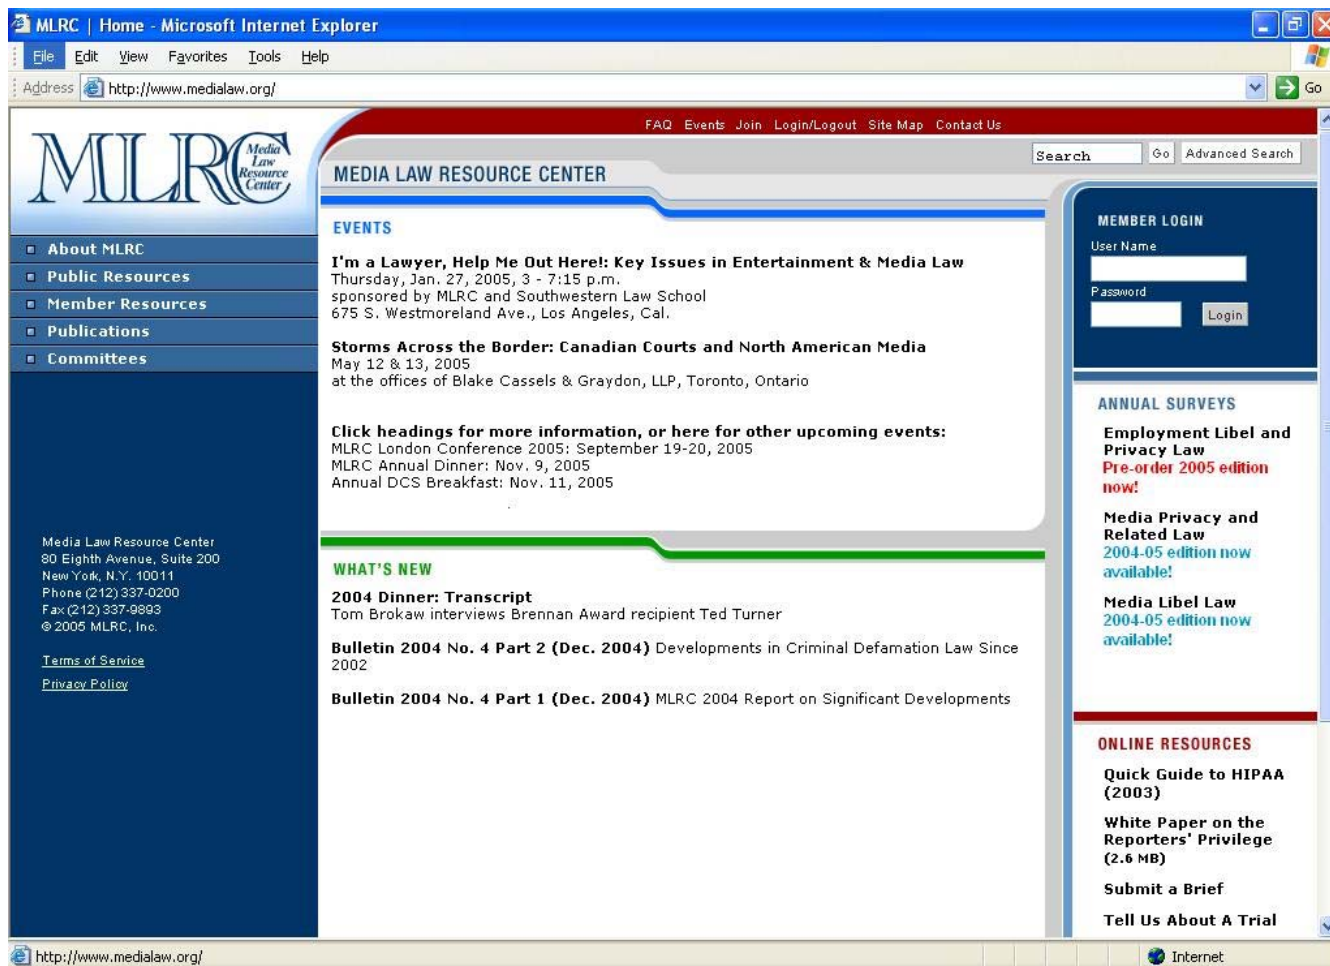 MLRC | Home - Microsoft Internet Explorer
File Edit View Favorites Tools Help
Address http://www.medialaw.org/ Go
MLRC Media Law Resource Center
FAQ Events Join Login/Logout Site Map Contact Us
Search Go Advanced Search
MEDIA LAW RESOURCE CENTER
About MLRC
Public Resources
Member Resources
Publications
Committees
Media Law Resource Center
80 Eighth Avenue, Suite 200
New York, N.Y. 10011
Phone (212) 337-0200
Fax (212) 337-9893
© 2005 MLRC, Inc.
Terms of Service
Privacy Policy
EVENTS
I'm a Lawyer, Help Me Out Here!: Key Issues in Entertainment & Media Law
Thursday, Jan. 27, 2005, 3 - 7:15 p.m.
sponsored by MLRC and Southwestern Law School
675 S. Westmoreland Ave., Los Angeles, Cal.
Storms Across the Border: Canadian Courts and North American Media
May 12 & 13, 2005
at the offices of Blake Cassels & Graydon, LLP, Toronto, Ontario
Click headings for more information, or here for other upcoming events:
MLRC London Conference 2005: September 19-20, 2005
MLRC Annual Dinner: Nov. 9, 2005
Annual DCS Breakfast: Nov. 11, 2005
WHAT'S NEW
2004 Dinner: Transcript
Tom Brokaw interviews Brennan Award recipient Ted Turner
Bulletin 2004 No. 4 Part 2 (Dec. 2004) Developments in Criminal Defamation Law Since
2002
Bulletin 2004 No. 4 Part 1 (Dec. 2004) MLRC 2004 Report on Significant Developments
MEMBER LOGIN
User Name
Password
Login
ANNUAL SURVEYS
Employment Libel and
Privacy Law
Pre-order 2005 edition
now!
Media Privacy and
Related Law
2004-05 edition now
available!
Media Libel Law
2004-05 edition now
available!
ONLINE RESOURCES
Quick Guide to HIPAA
(2003)
White Paper on the
Reporters' Privilege
(2.6 MB)
Submit a Brief
Tell Us About A Trial
http://www.medialaw.org/ Internet